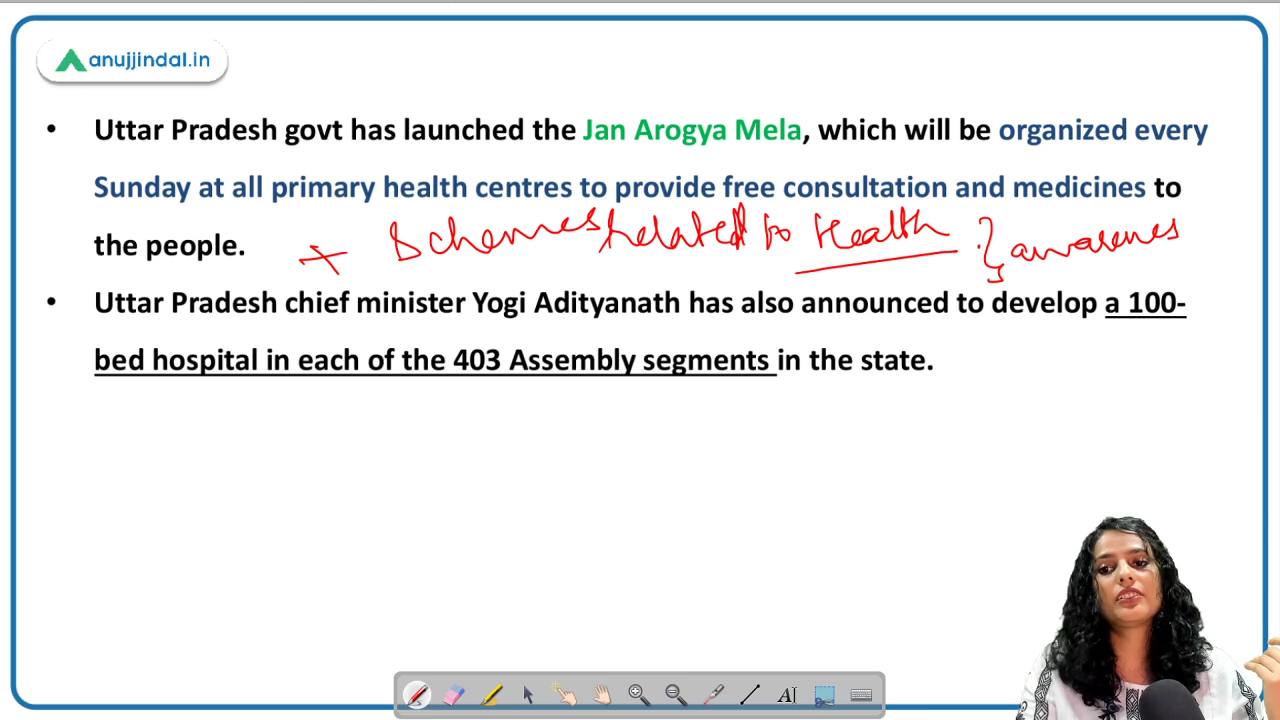 anujjindal.in
• Uttar Pradesh govt has launched the Jan Arogya Mela, which will be organized every
Sunday at all primary health centres to provide free consultation and medicines to
the people.
+ Schemes related to Health } awarenes
• Uttar Pradesh chief minister Yogi Adityanath has also announced to develop a 100-
bed hospital in each of the 403 Assembly segments in the state.
AI